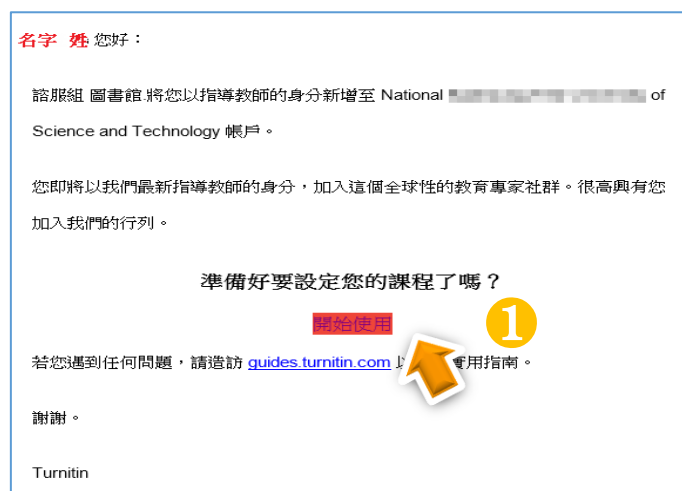 名字 姓 您好：
諮服組 圖書館.將您以指導教師的身分新增至 National of
Science and Technology 帳戶。
您即將以我們最新指導教師的身分，加入這個全球性的教育專家社群。很高興有您
加入我們的行列。
準備好要設定您的課程了嗎？
開始使用
1
若您遇到任何問題，請造訪 guides.turnitin.com 以 實用指南。
謝謝。
Turnitin